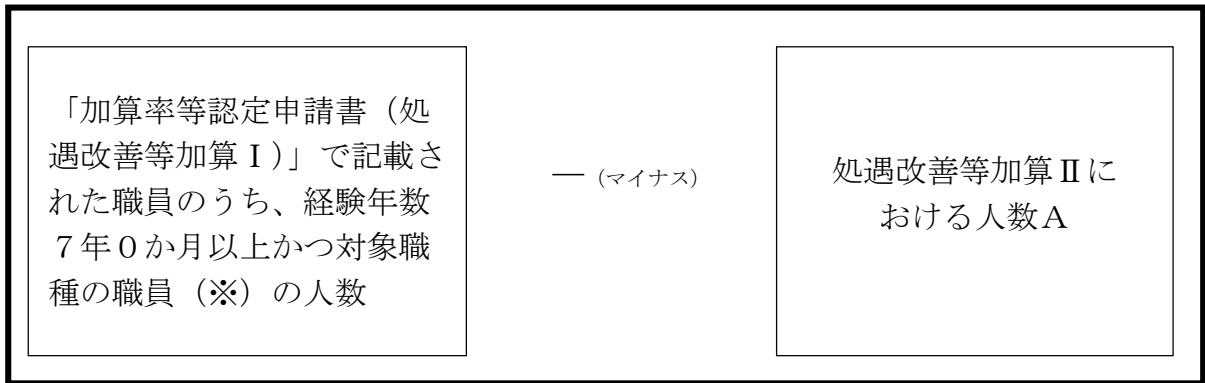 「加算率等認定申請書（処
遇改善等加算Ⅰ）」で記載さ
れた職員のうち、経験年数
７年０か月以上かつ対象職
種の職員（※）の人数
― （マイナス）
処遇改善等加算Ⅱに
おける人数Ａ